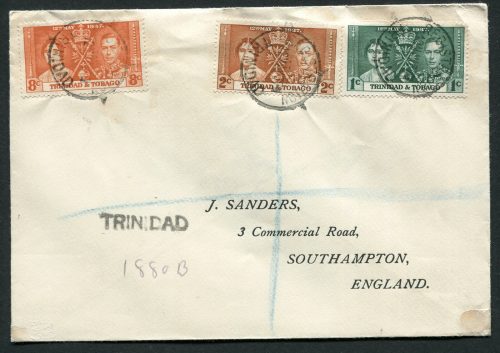 12TH MAY 1937.
8C 8C
TRINIDAD & TOBAGO
12TH MAY 1937.
2C 2C
TRINIDAD & TOBAGO
12TH MAY 1937.
1C 1C
TRINIDAD & TOBAGO
J. SANDERS,
3 Commercial Road,
SOUTHAMPTON,
ENGLAND.
TRINIDAD
1880B